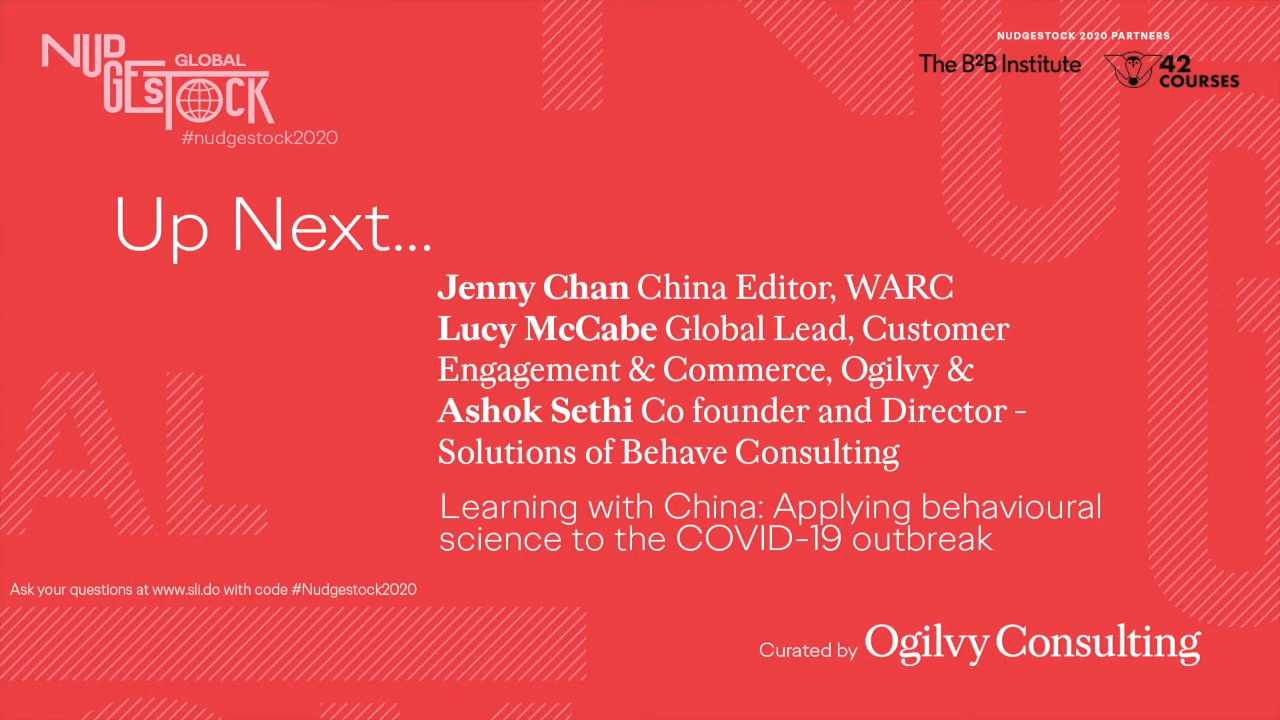 NUDGESTOCK
GLOBAL
#nudgestock2020
NUDGESTOCK 2020 PARTNERS
The B²B Institute
42 COURSES
Up Next...
Jenny Chan China Editor, WARC
Lucy McCabe Global Lead, Customer
Engagement & Commerce, Ogilvy &
Ashok Sethi Co founder and Director -
Solutions of Behave Consulting
Learning with China: Applying behavioural
science to the COVID-19 outbreak
AL
Ask your questions at www.sli.do with code #Nudgestock2020
Curated by Ogilvy Consulting